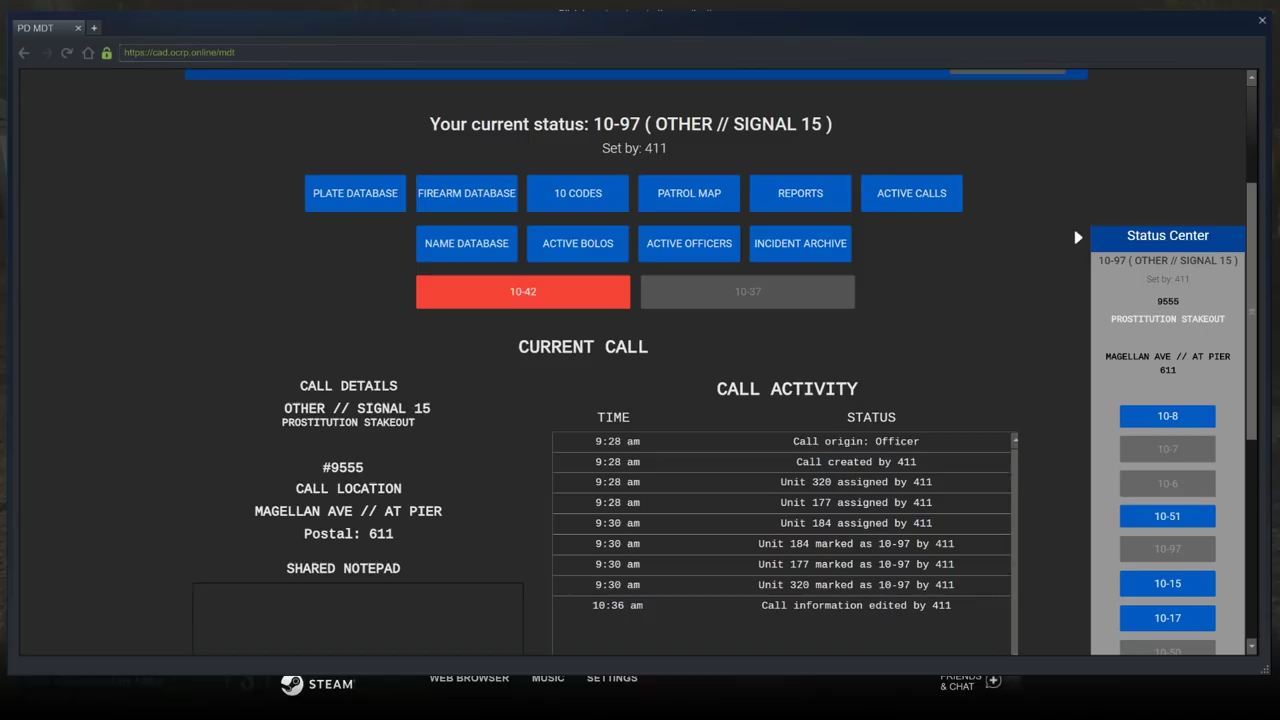 PD MDT
https://cad.ocrp.online/mdt
Your current status: 10-97 ( OTHER // SIGNAL 15 )
Set by: 411
PLATE DATABASE
FIREARM DATABASE
10 CODES
PATROL MAP
REPORTS
ACTIVE CALLS
NAME DATABASE
ACTIVE BOLOS
ACTIVE OFFICERS
INCIDENT ARCHIVE
10-42
10-37
CURRENT CALL
CALL DETAILS
OTHER // SIGNAL 15
PROSTITUTION STAKEOUT
#9555
CALL LOCATION
MAGELLAN AVE // AT PIER
Postal: 611
SHARED NOTEPAD
CALL ACTIVITY
TIME STATUS
9:28 am Call origin: Officer
9:28 am Call created by 411
9:28 am Unit 320 assigned by 411
9:28 am Unit 177 assigned by 411
9:30 am Unit 184 assigned by 411
9:30 am Unit 184 marked as 10-97 by 411
9:30 am Unit 177 marked as 10-97 by 411
9:30 am Unit 320 marked as 10-97 by 411
10:36 am Call information edited by 411
Status Center
10-97 ( OTHER // SIGNAL 15 )
Set by: 411
9555
PROSTITUTION STAKEOUT
MAGELLAN AVE // AT PIER
611
10-8
10-7
10-6
10-51
10-97
10-15
10-17
10-50
STEAM
WEB BROWSER
MUSIC
SETTINGS
FRIENDS
& CHAT